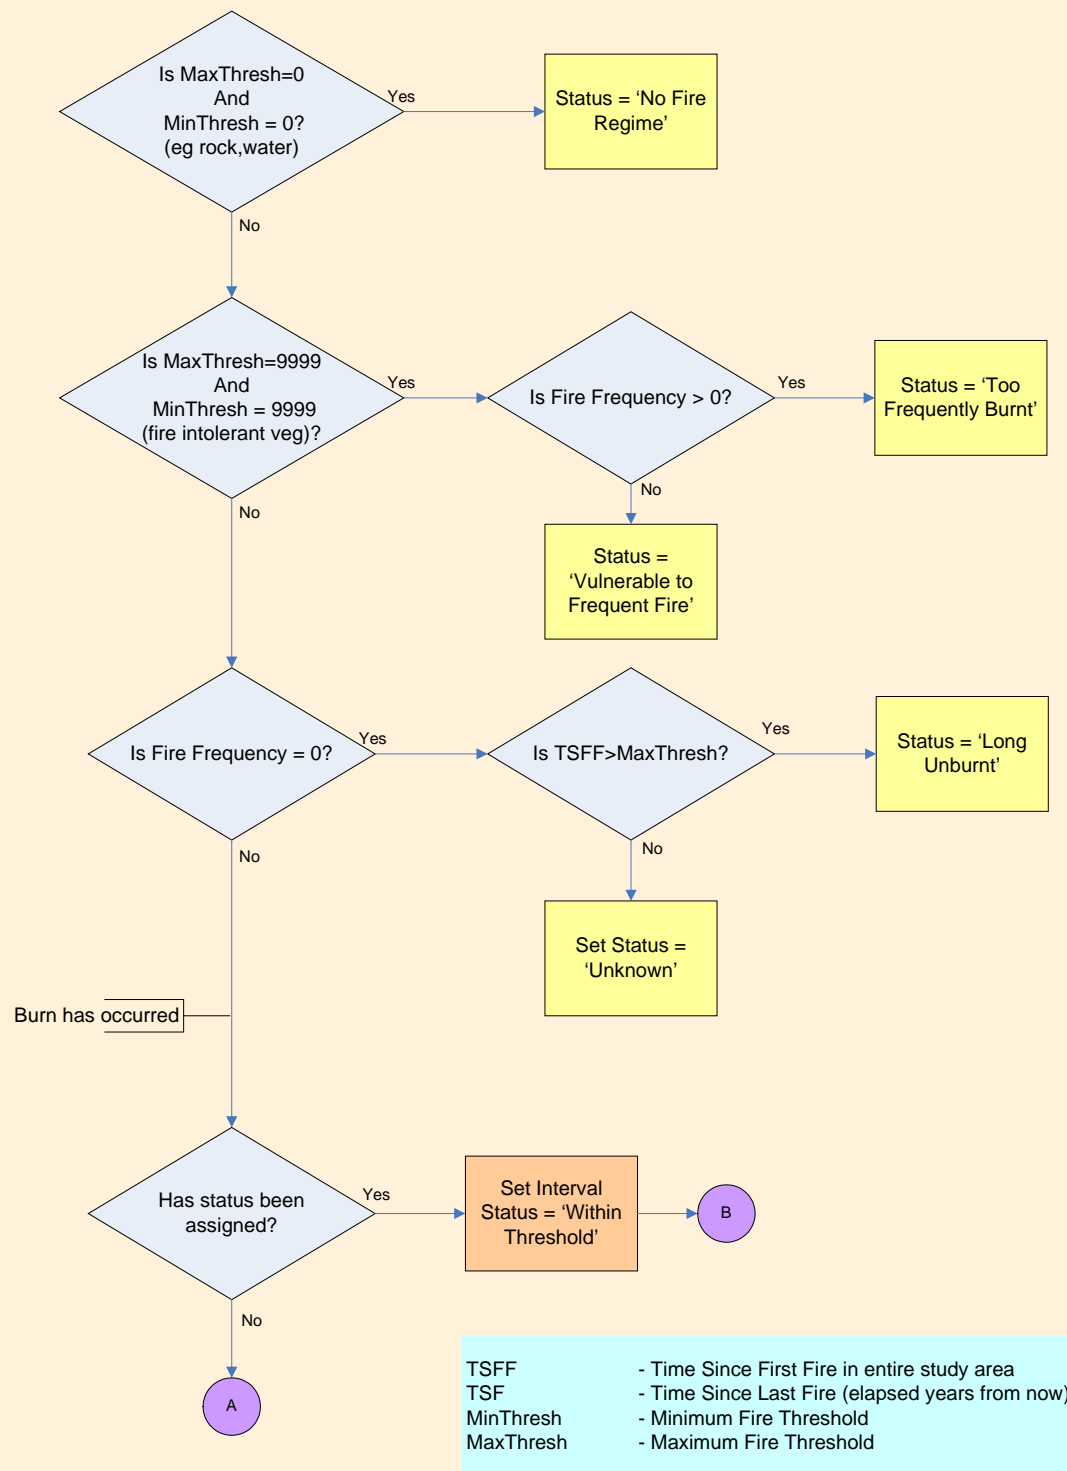 Is MaxThresh=0
And
MinThresh = 0?
(eg rock,water)
Yes
Status = ‘No Fire
Regime’
No
Is MaxThresh=9999
And
MinThresh = 9999
(fire intolerant veg)?
Yes
Is Fire Frequency > 0?
Yes
Status = ‘Too
Frequently Burnt’
No
No
Status =
‘Vulnerable to
Frequent Fire’
Is Fire Frequency = 0?
Yes
Is TSFF>MaxThresh?
Yes
Status = ‘Long
Unburnt’
No
No
Set Status =
‘Unknown’
Burn has occurred
Has status been
assigned?
Yes
Set Interval
Status = ‘Within
Threshold’
B
No
A
TSFF - Time Since First Fire in entire study area
TSF - Time Since Last Fire (elapsed years from now)
MinThresh - Minimum Fire Threshold
MaxThresh - Maximum Fire Threshold